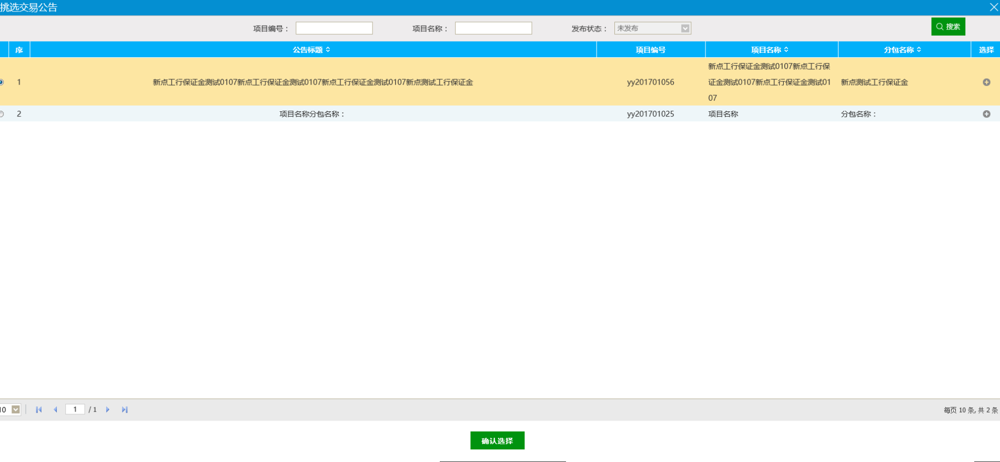 挑选交易公告
项目编号： 项目名称： 发布状态： 未发布 搜索
序 公告标题 项目编号 项目名称 分包名称 选择
1 新点工行保证金测试0107新点工行保证金测试0107新点工行保证金测试0107新点测试工行保证金 yy201701056 新点工行保证金测试0107新点工行保
证金测试0107新点工行保证金测试01
07
新点测试工行保证金
2 项目名称分包名称： yy201701025 项目名称 分包名称：
10 1 / 1 每页 10 条, 共 2 条
确认选择